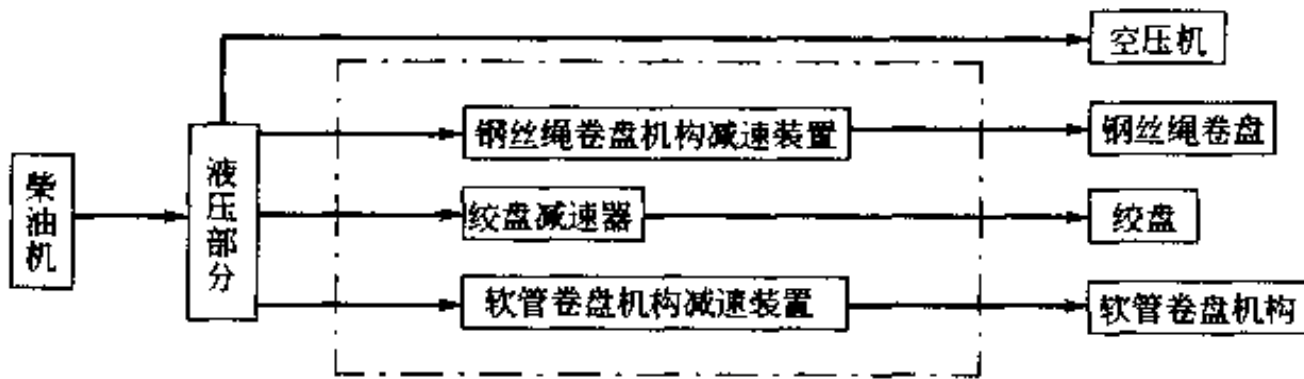 空压机
钢丝绳卷盘机构减速装置
钢丝绳卷盘
柴油机
液压部分
绞盘减速器
绞盘
软管卷盘机构减速装置
软管卷盘机构